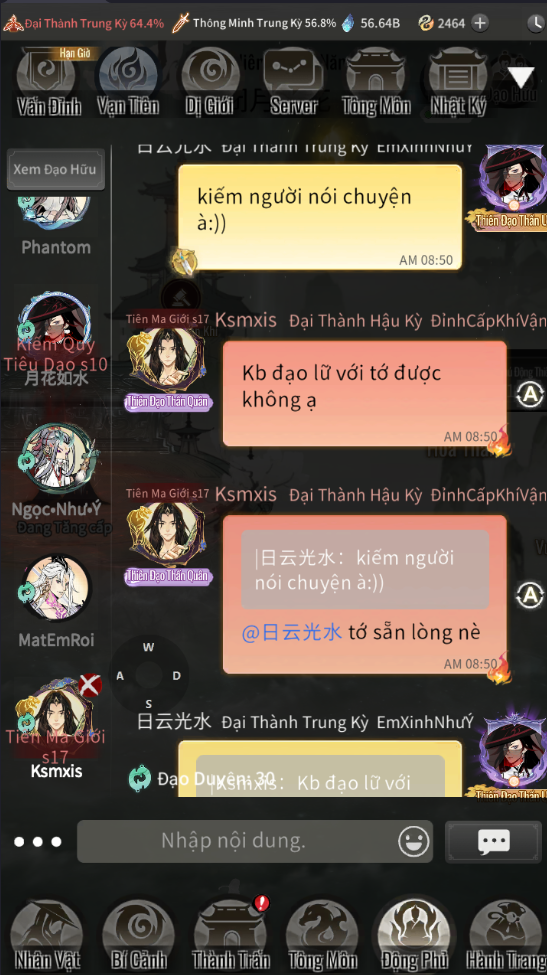 Đại Thành Trung Kỳ 64.4% Thông Minh Trung Kỳ 56.8% 56.64B 2464
Hạn Giờ
Vấn Đỉnh Vạn Tiên Dị Giới Server Tông Môn Nhật Ký
Xem Đạo Hữu
日云光水 Đại Thành Trung Kỳ EmXinhNhưÝ
kiếm người nói chuyện
à:))
AM 08:50
Phantom
Tiên Ma Giới s17 Ksmxis Đại Thành Hậu Kỳ ĐỉnhCấpKhíVận
Thiên Đạo Thần Quân
Kb đạo lữ với tớ được
không ạ
AM 08:50
Kiếm Quy
Tiêu Dao s10
月花如水
Ngọc•Như•Ý
Đang Tăng cấp
Tiên Ma Giới s17 Ksmxis Đại Thành Hậu Kỳ ĐỉnhCấpKhíVận
Thiên Đạo Thần Quân
|日云光水：kiếm người
nói chuyện à:))
@日云光水 tớ sẵn lòng nè
AM 08:50
MatEmRoi
W
A D
S
Tiên Ma Giới
s17
Ksmxis
日云光水 Đại Thành Trung Kỳ EmXinhNhưÝ
Đạo Duyên: 30
|Ksmxis：Kb đạo lữ với
Nhập nội dung.
Nhân Vật Bí Cảnh Thành Trấn Tông Môn Động Phủ Hành Trang